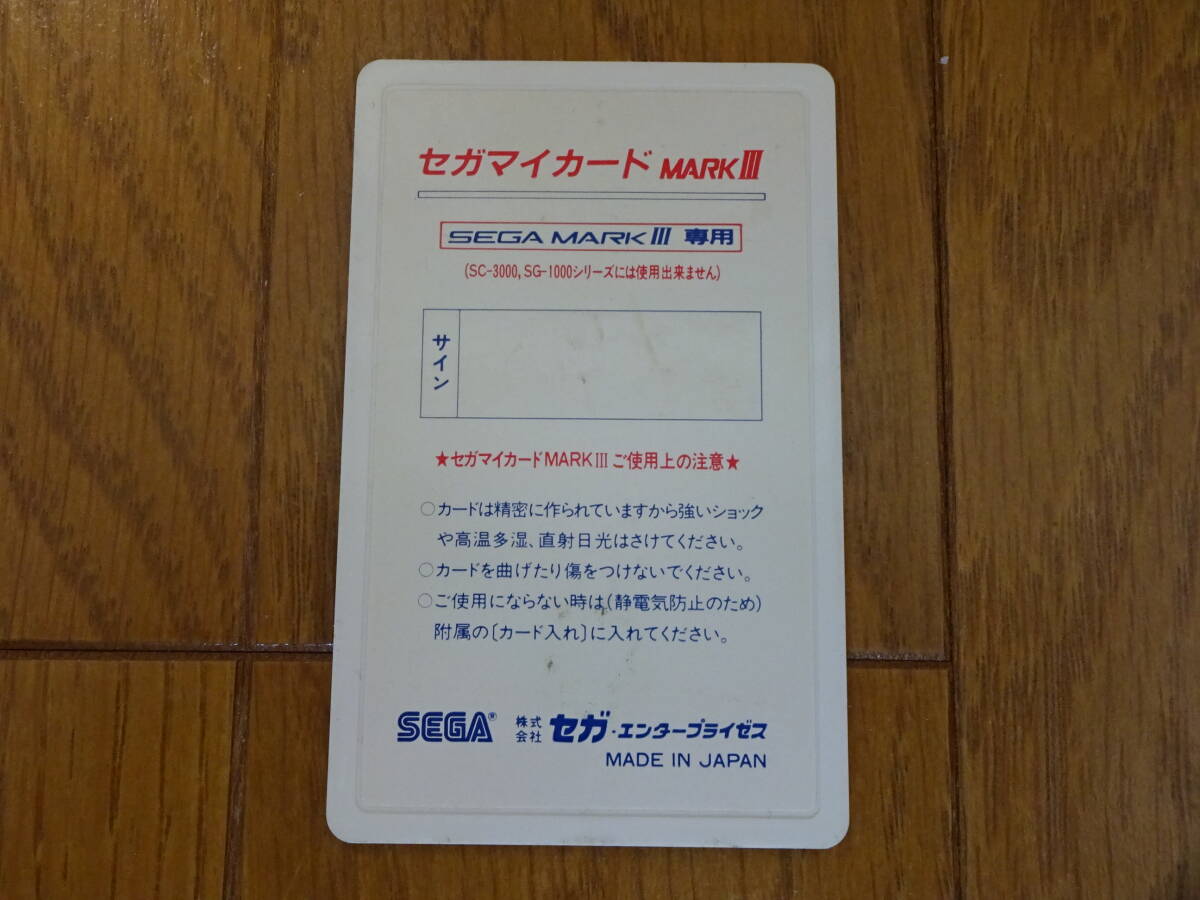 セガマイカード MARK III
SEGA MARK III 専用
(SC-3000, SG-1000シリーズには使用出来ません)
サイン
★セガマイカードMARK III ご使用上の注意★
○カードは精密に作られていますから強いショック
や高温多湿、直射日光はさけてください。
○カードを曲げたり傷をつけないでください。
○ご使用にならない時は(静電気防止のため)
附属の〔カード入れ〕に入れてください。
SEGA® 株式会社 セガ・エンタープライゼス
MADE IN JAPAN